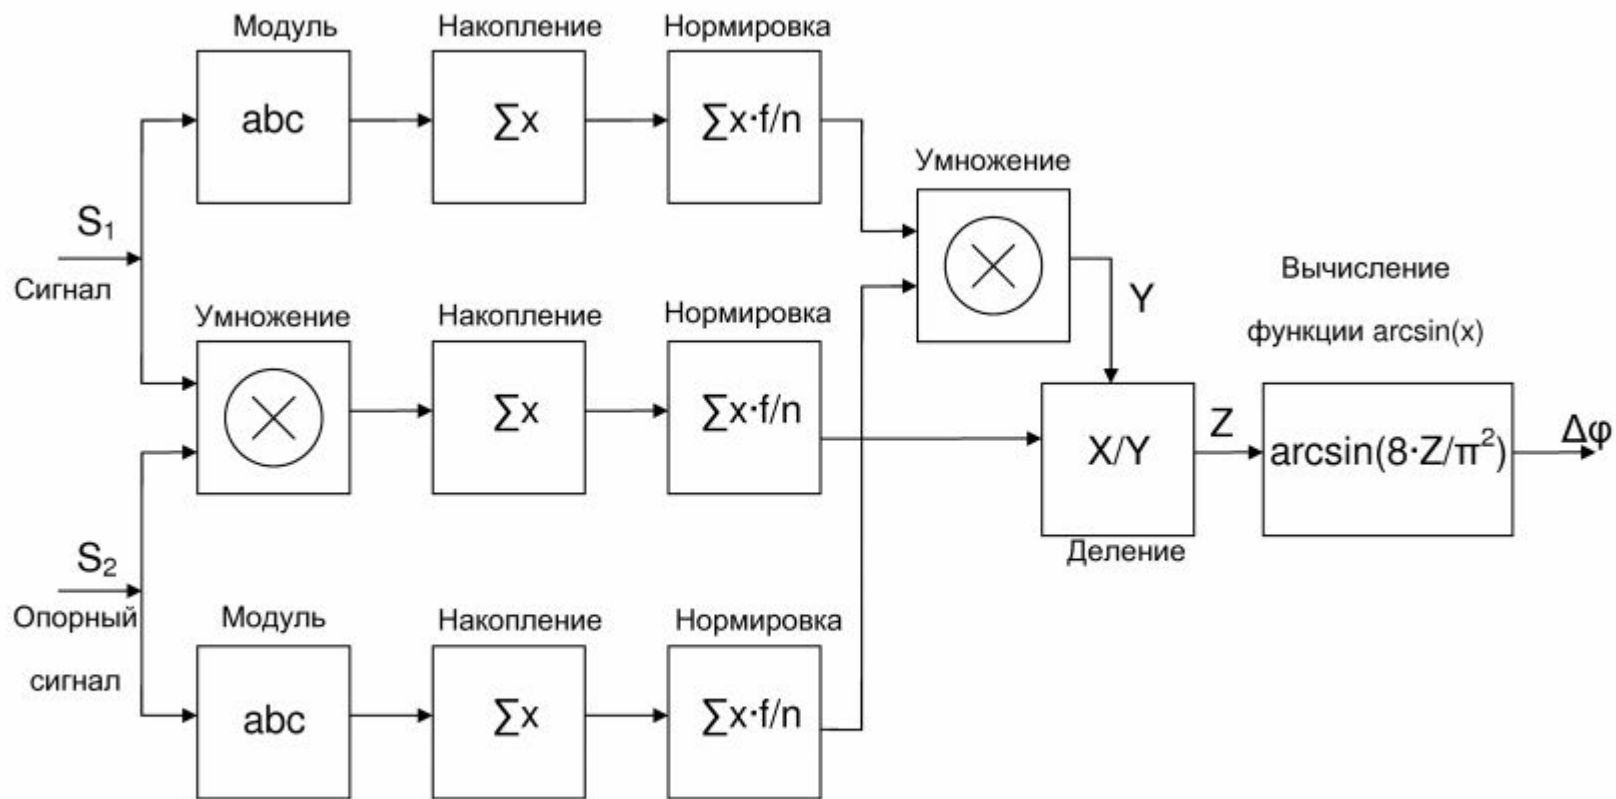 Модуль
Накопление
Нормировка
abc
∑x
∑x·f/n
Умножение
S₁
Сигнал
Y
Вычисление
функции arcsin(x)
Умножение
Накопление
Нормировка
∑x
∑x·f/n
X/Y
Деление
Z
arcsin(8·Z/π²)
Δφ
S₂
Опорный
сигнал
Модуль
Накопление
Нормировка
abc
∑x
∑x·f/n